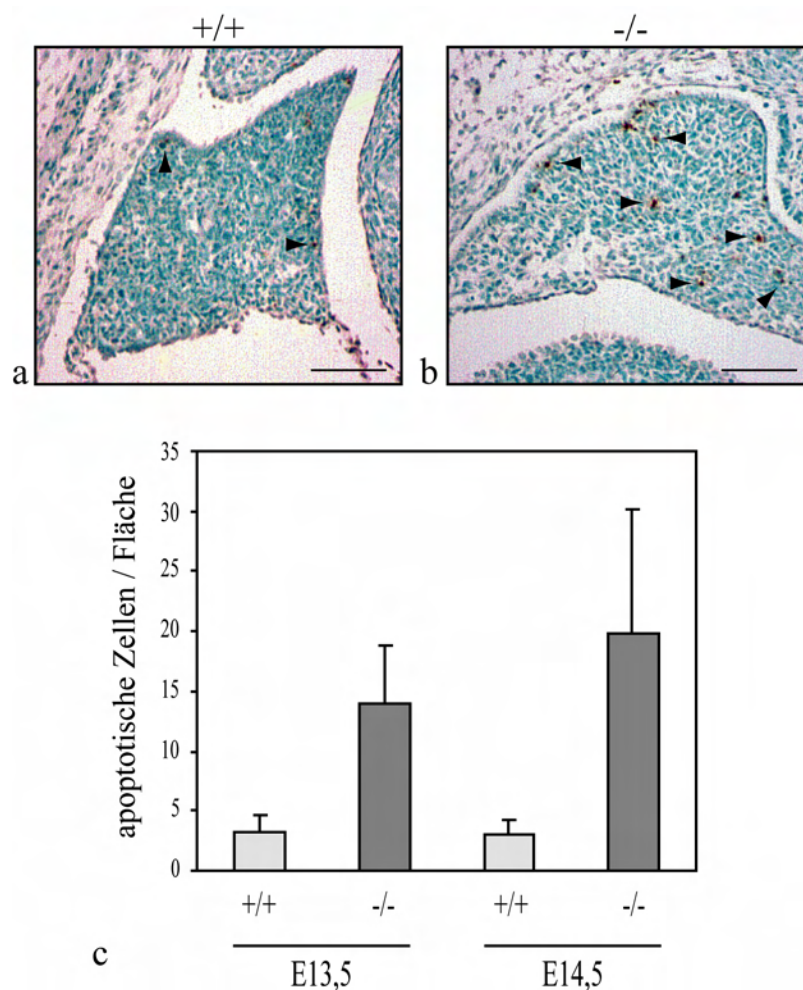 +/+ -/-
a b
apoptotische Zellen / Fläche
35
30
25
20
15
10
5
0
+/+ -/- +/+ -/-
E13,5 E14,5
c